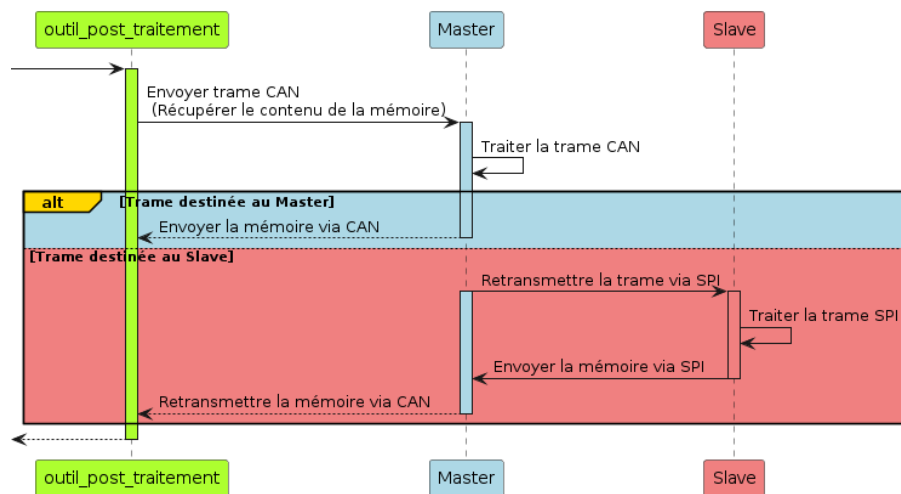 outil_post_traitement Master Slave
Envoyer trame CAN
(Récupérer le contenu de la mémoire)
Traiter la trame CAN
alt [Trame destinée au Master]
Envoyer la mémoire via CAN
[Trame destinée au Slave]
Retransmettre la trame via SPI
Traiter la trame SPI
Envoyer la mémoire via SPI
Retransmettre la mémoire via CAN
outil_post_traitement Master Slave